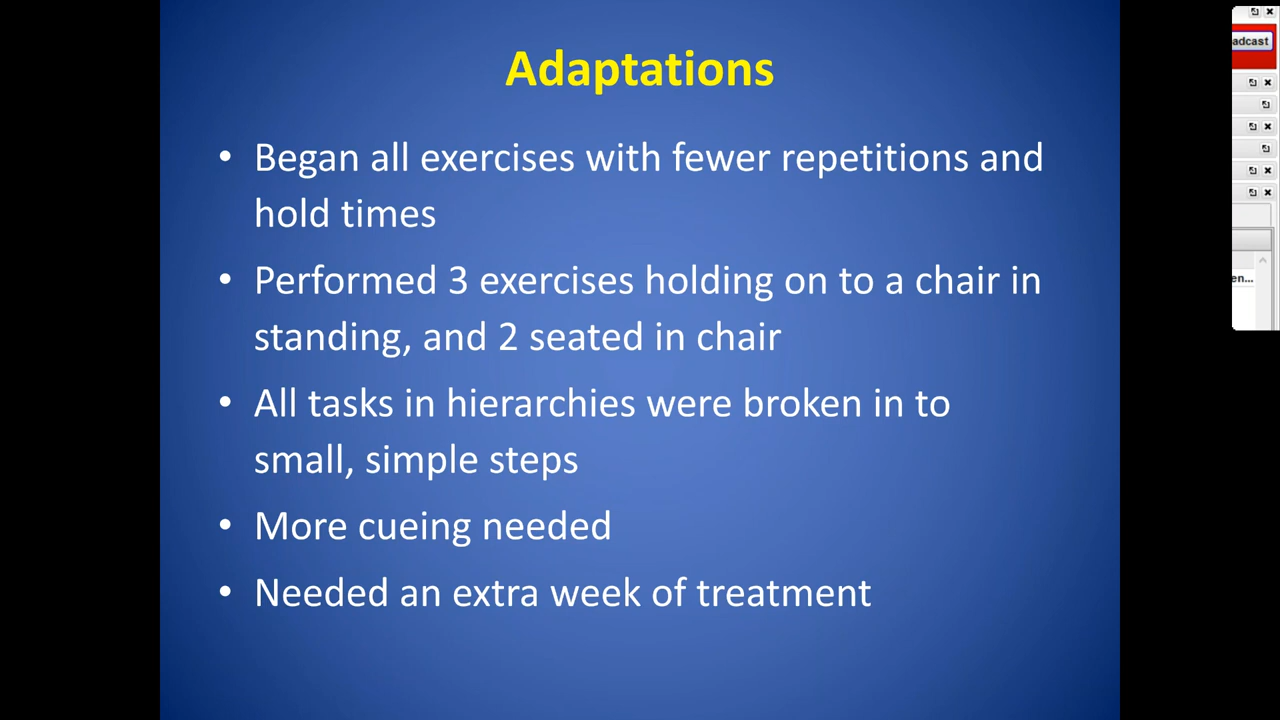 Adaptations
• Began all exercises with fewer repetitions and
hold times
• Performed 3 exercises holding on to a chair in
standing, and 2 seated in chair
• All tasks in hierarchies were broken in to
small, simple steps
• More cueing needed
• Needed an extra week of treatment
adcast
en...